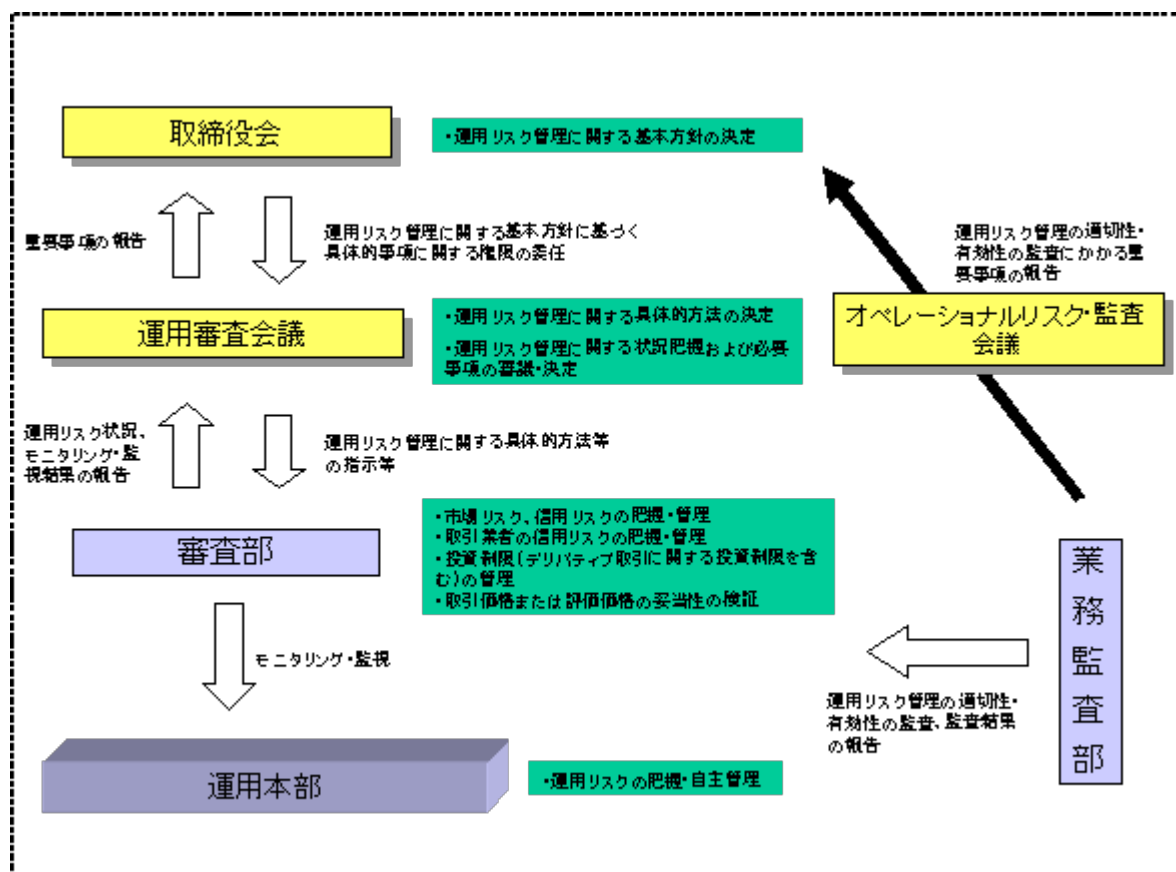 取締役会
・運用リスク管理に関する基本方針の決定
重要事項の報告
運用リスク管理に関する基本方針に基づく
具体的事項に関する権限の委任
運用リスク管理の適切性・
有効性の監査にかかる重
要事項の報告
運用審査会議
・運用リスク管理に関する具体的方法の決定
・運用リスク管理に関する状況把握および必要
事項の審議・決定
オペレーショナルリスク・監査
会議
運用リスク状況、
モニタリング・監
視結果の報告
運用リスク管理に関する具体的方法等
の指示等
審査部
・市場リスク、信用リスクの把握・管理
・取引業者の信用リスクの把握・管理
・投資制限(デリバティブ取引に関する投資制限を含
む)の管理
・取引価格または評価価格の妥当性の検証
モニタリング・監視
業務監査部
運用リスク管理の適切性・
有効性の監査、監査結果
の報告
運用本部
・運用リスクの把握・自主管理